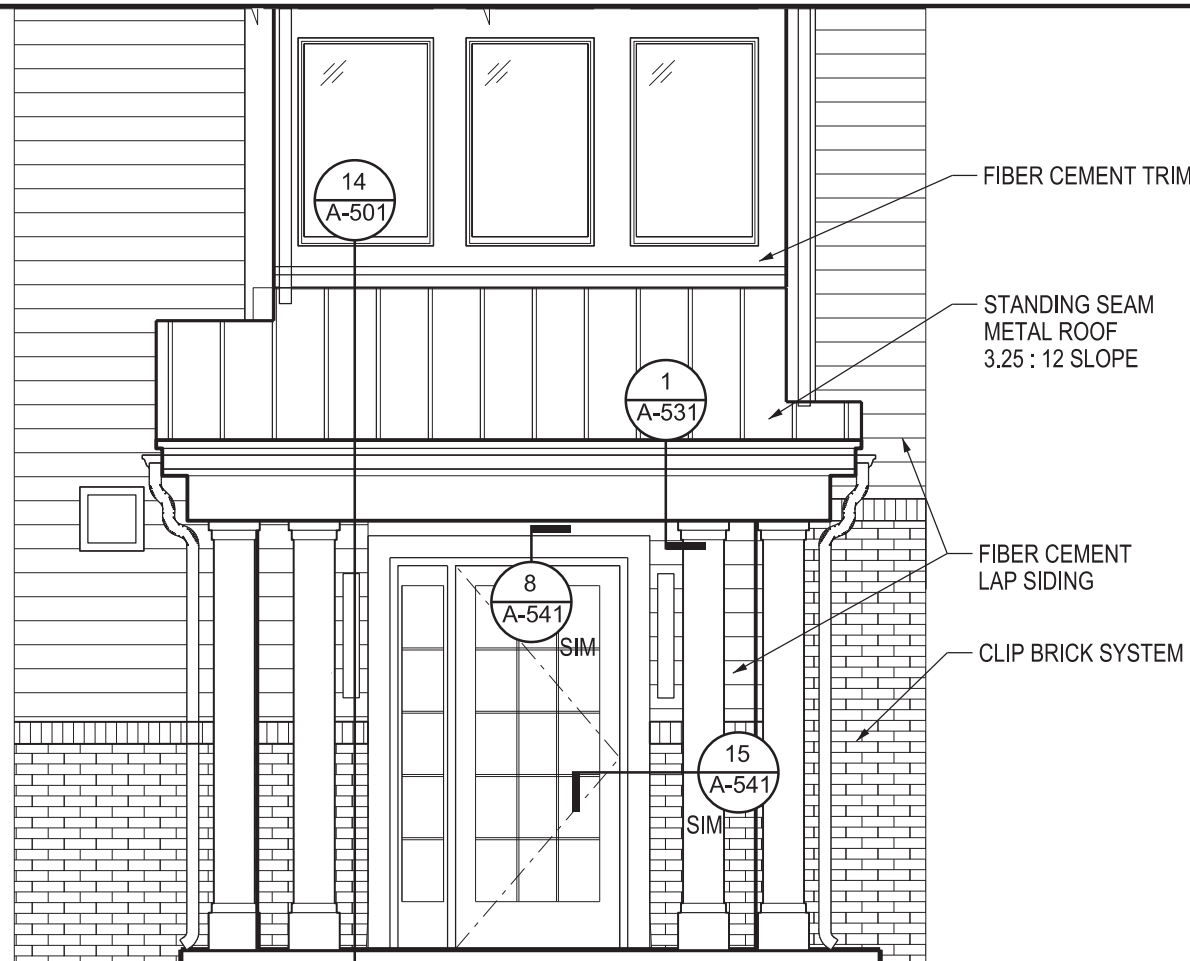 14
A-501
FIBER CEMENT TRIM
STANDING SEAM
METAL ROOF
3.25 : 12 SLOPE
1
A-531
FIBER CEMENT
LAP SIDING
8
A-541
SIM
CLIP BRICK SYSTEM
15
A-541
SIM